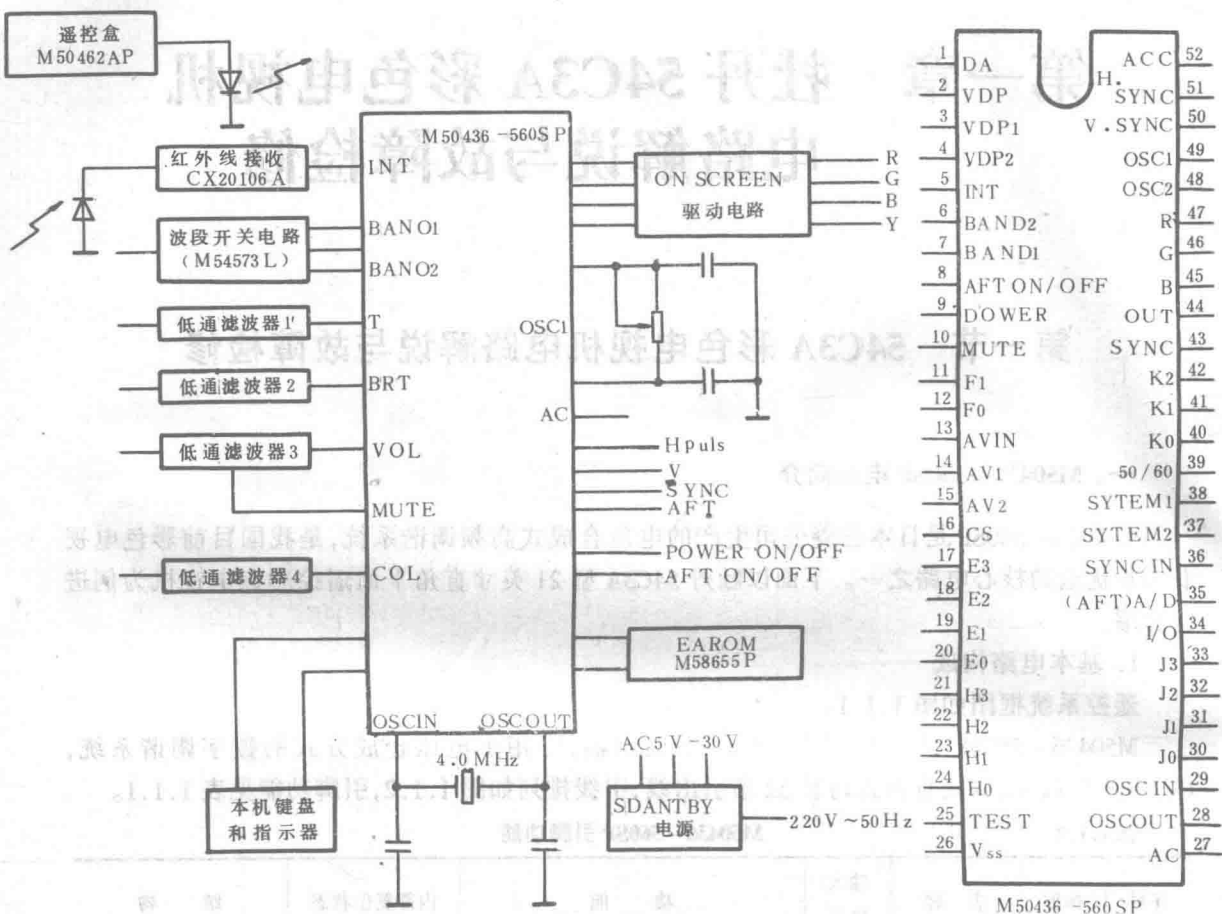 遥控盒
M50462AP
红外线接收
CX20106A
波段开关电路
(M54573L)
低通滤波器1'
低通滤波器2
低通滤波器3
低通滤波器4
M50436-560SP
INT
BANO1
BANO2
T
BRT
VOL
MUTE
COL
OSCIN
OSCOUT
OSC1
AC
ON SCREEN
驱动电路
R
G
B
Y
Hpuls
V
SYNC
AFT
POWER ON/OFF
AFT ON/OFF
EAROM
M58655P
4.0MHz
本机键盘
和指示器
AC5V-30V
SDANTBY
电源
220V~50Hz
1 DA
2 VDP
3 VDP1
4 VDP2
5 INT
6 BAND2
7 BAND1
8 AFT ON/OFF
9 DOWER
10 MUTE
11 F1
12 F0
13 AVIN
14 AV1
15 AV2
16 CS
17 E3
18 E2
19 E1
20 E0
21 H3
22 H2
23 H1
24 H0
25 TEST
26 Vss
ACC 52
H.
SYNC 51
V.SYNC 50
OSC1 49
OSC2 48
R 47
G 46
B 45
OUT 44
SYNC 43
K2 42
K1 41
K0 40
50/60 39
SYTEM1 38
SYTEM2 37
SYNC IN 36
(AFT)A/D 35
I/O 34
J3 33
J2 32
J1 31
J0 30
OSC IN 29
OSCOUT 28
AC 27
M50436-560SP